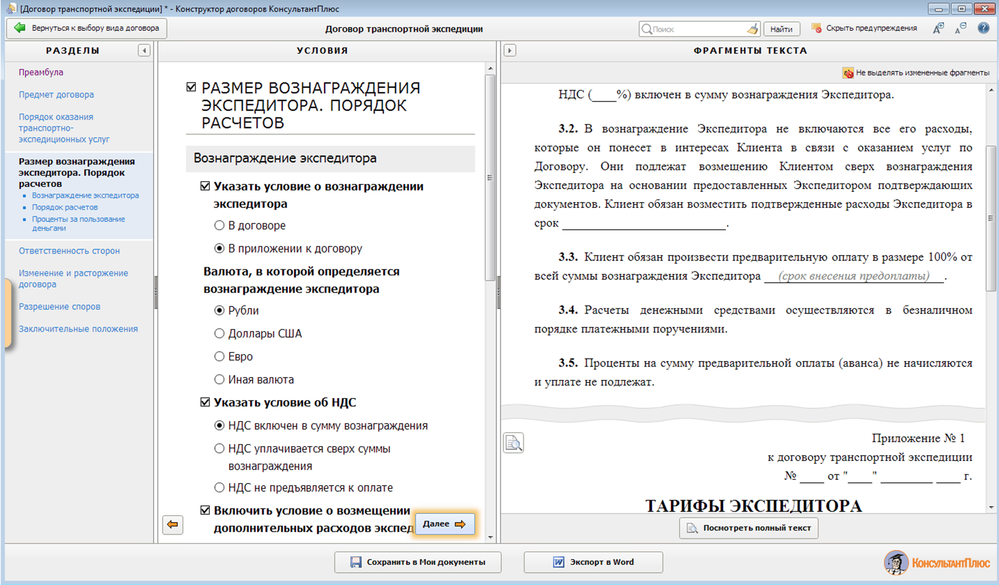 [Договор транспортной экспедиции] * - Конструктор договоров КонсультантПлюс
Вернуться к выбору вида договора
Договор транспортной экспедиции
Поиск
Найти
Скрыть предупреждения
РАЗДЕЛЫ
Преамбула
Предмет договора
Порядок оказания
транспортно-
экспедиционных услуг
Размер вознаграждения
экспедитора. Порядок
расчетов
Вознаграждение экспедитора
Порядок расчетов
Проценты за пользование
деньгами
Ответственность сторон
Изменение и расторжение
договора
Разрешение споров
Заключительные положения
УСЛОВИЯ
РАЗМЕР ВОЗНАГРАЖДЕНИЯ
ЭКСПЕДИТОРА. ПОРЯДОК
РАСЧЕТОВ
Вознаграждение экспедитора
Указать условие о вознаграждении
экспедитора
В договоре
В приложении к договору
Валюта, в которой определяется
вознаграждение экспедитора
Рубли
Доллары США
Евро
Иная валюта
Указать условие об НДС
НДС включен в сумму вознаграждения
НДС уплачивается сверх суммы
вознаграждения
НДС не предъявляется к оплате
Включить условие о возмещении
дополнительных расходов экспед
Далее
ФРАГМЕНТЫ ТЕКСТА
Не выделять измененные фрагменты
НДС (____%) включен в сумму вознаграждения Экспедитора.
3.2. В вознаграждение Экспедитора не включаются все его расходы,
которые он понесет в интересах Клиента в связи с оказанием услуг по
Договору. Они подлежат возмещению Клиентом сверх вознаграждения
Экспедитора на основании предоставленных Экспедитором подтверждающих
документов. Клиент обязан возместить подтвержденные расходы Экспедитора в
срок ___________________________.
3.3. Клиент обязан произвести предварительную оплату в размере 100% от
всей суммы вознаграждения Экспедитора __(срок внесения предоплаты)__.
3.4. Расчеты денежными средствами осуществляются в безналичном
порядке платежными поручениями.
3.5. Проценты на сумму предварительной оплаты (аванса) не начисляются
и уплате не подлежат.
Приложение № 1
к договору транспортной экспедиции
№ ____ от "____" _________ ____ г.
ТАРИФЫ ЭКСПЕДИТОРА
Посмотреть полный текст
Сохранить в Мои документы
Экспорт в Word
КонсультантПлюс